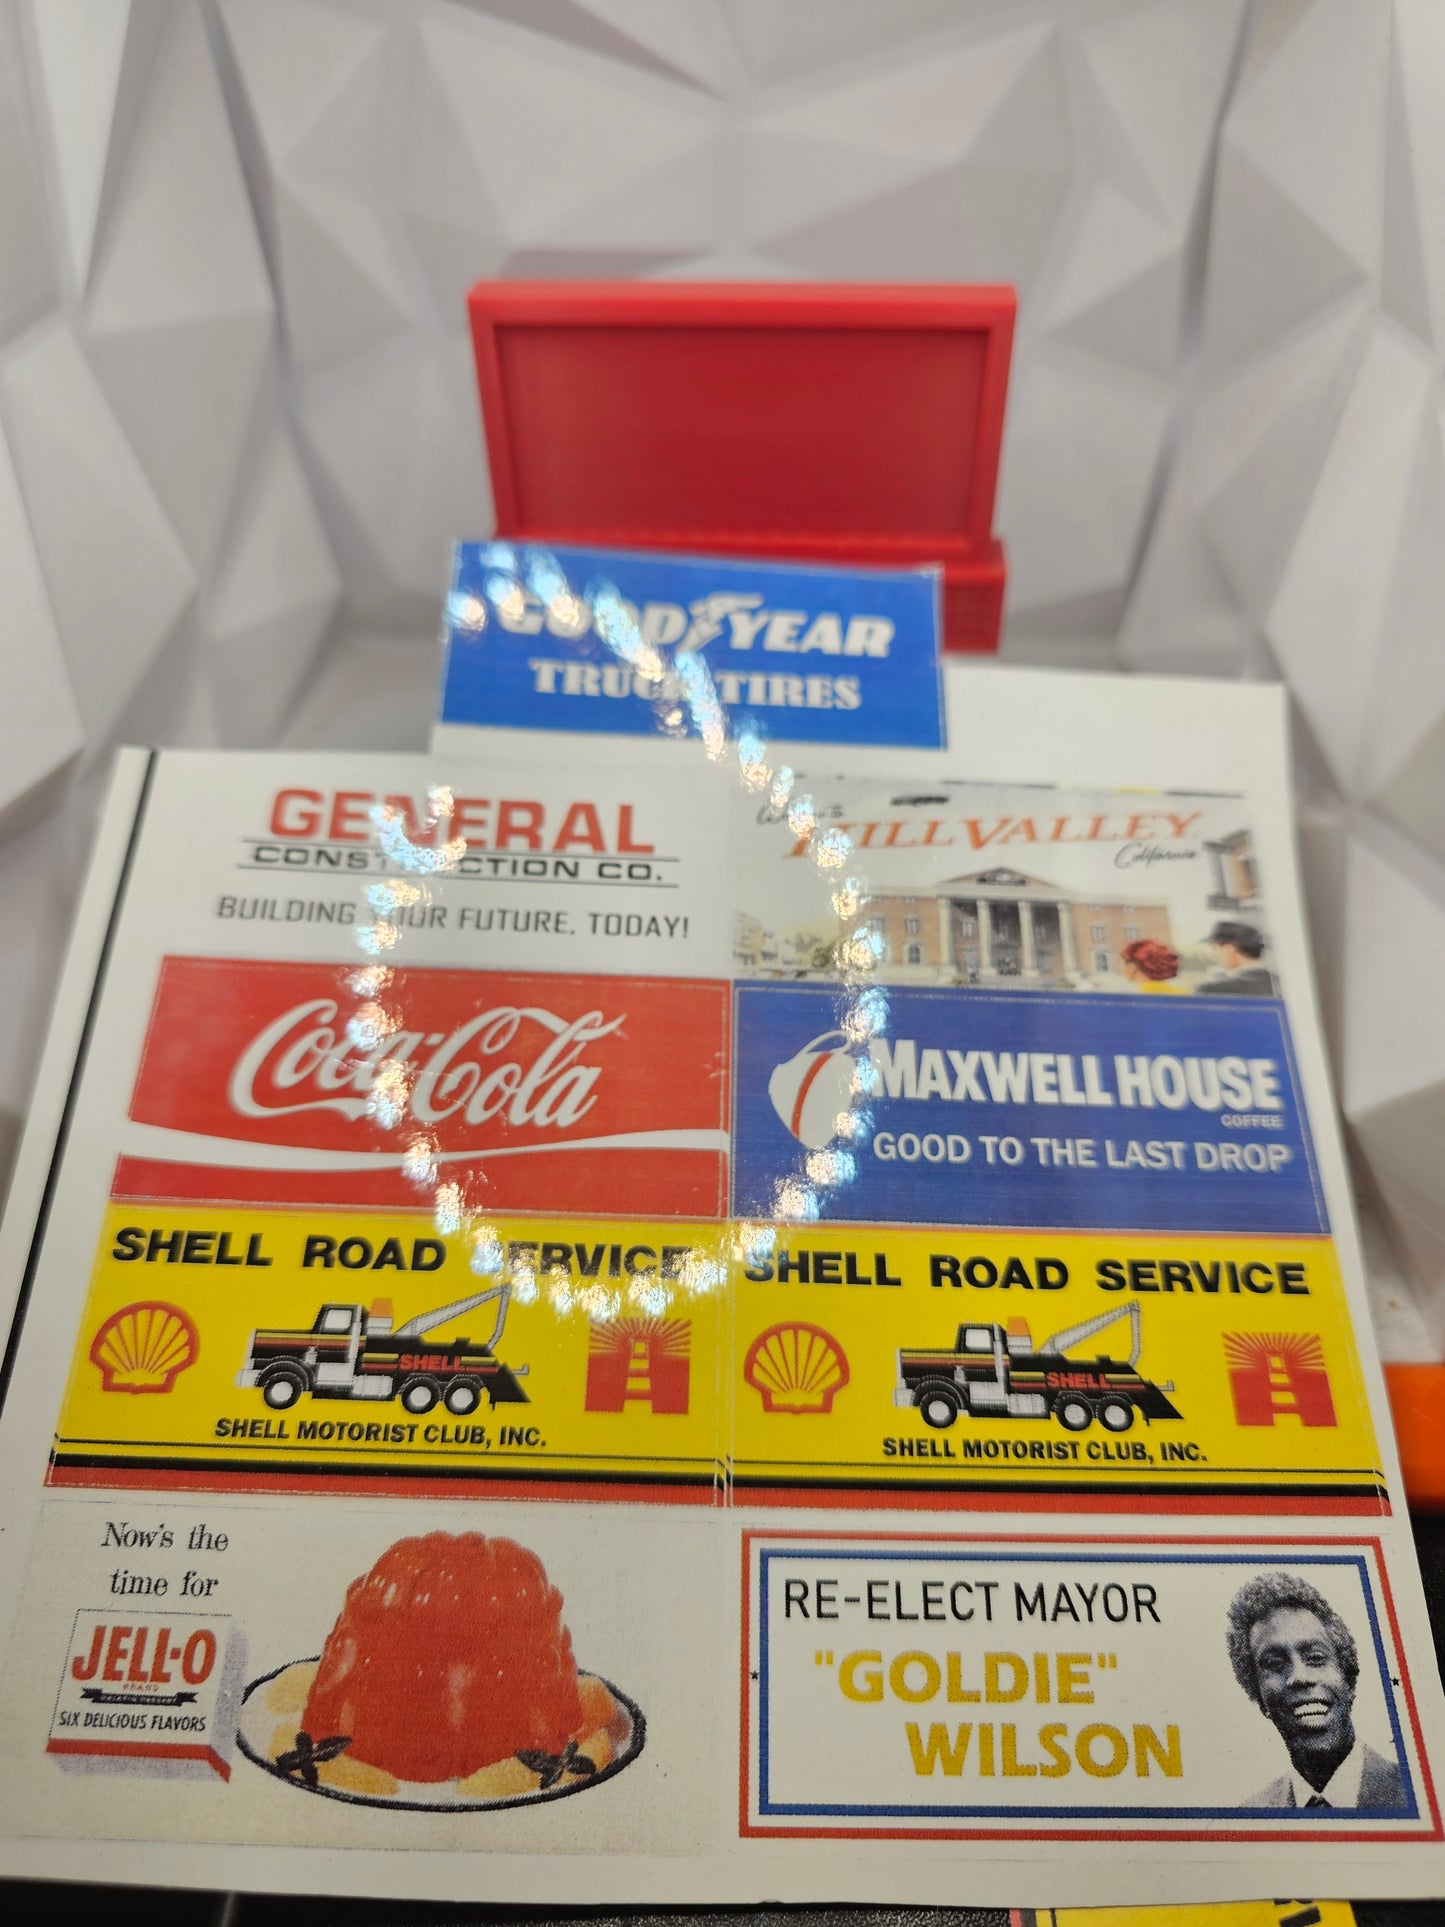 GOODYEAR
TRUCK TIRES
GENERAL
CONSTRUCTION CO.
BUILDING YOUR FUTURE. TODAY!
HILL VALLEY
California
Coca-Cola
MAXWELL HOUSE
COFFEE
GOOD TO THE LAST DROP
SHELL ROAD SERVICE
SHELL
SHELL MOTORIST CLUB, INC.
SHELL ROAD SERVICE
SHELL
SHELL MOTORIST CLUB, INC.
Now's the
time for
JELL-O
BRAND
SIX DELICIOUS FLAVORS
RE-ELECT MAYOR
"GOLDIE"
WILSON